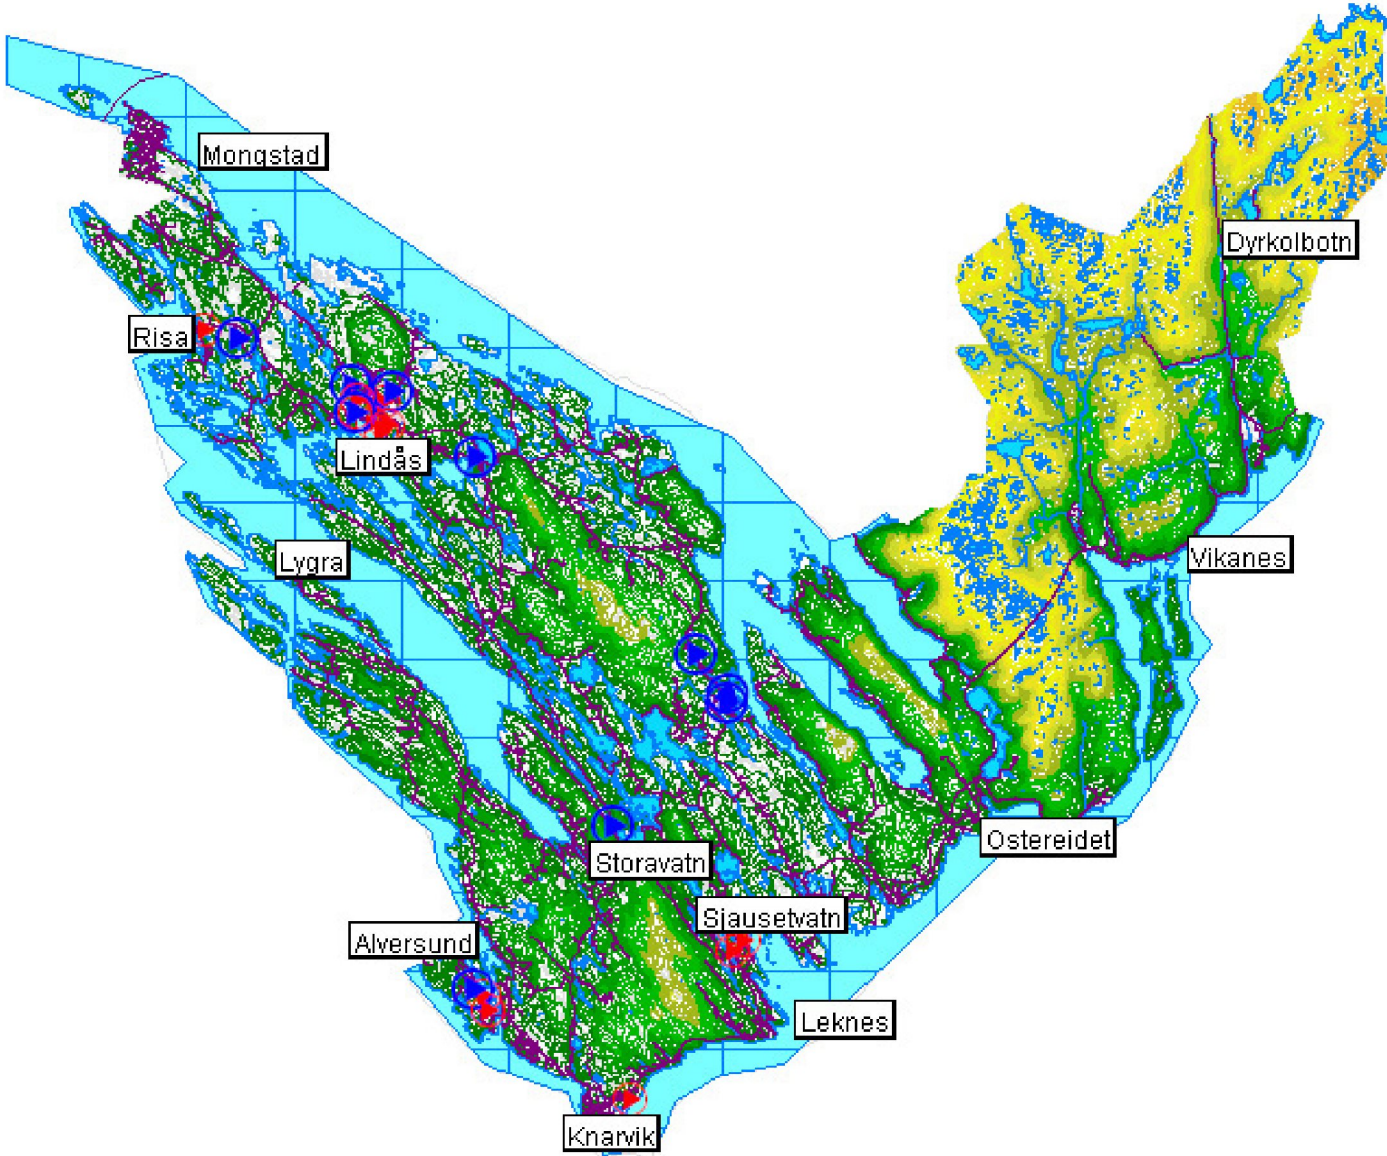 Mongstad
Dyrkolbotn
Risa
Lindås
Lygra
Vikanes
Ostereidet
Storavatn
Sjausetvatn
Alversund
Leknes
Knarvik